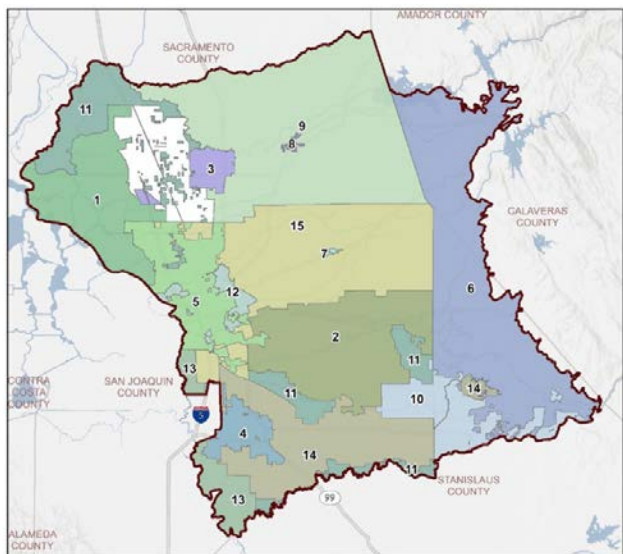 AMADOR COUNTY
SACRAMENTO
COUNTY
11
9
8
3
1
CALAVERAS
COUNTY
15
7
6
12
5
2
11
13
14
CONTRA
COSTA
COUNTY
SAN JOAQUIN
COUNTY
10
11
5
4
14
11
STANISLAUS
COUNTY
13
99
ALAMEDA
COUNTY